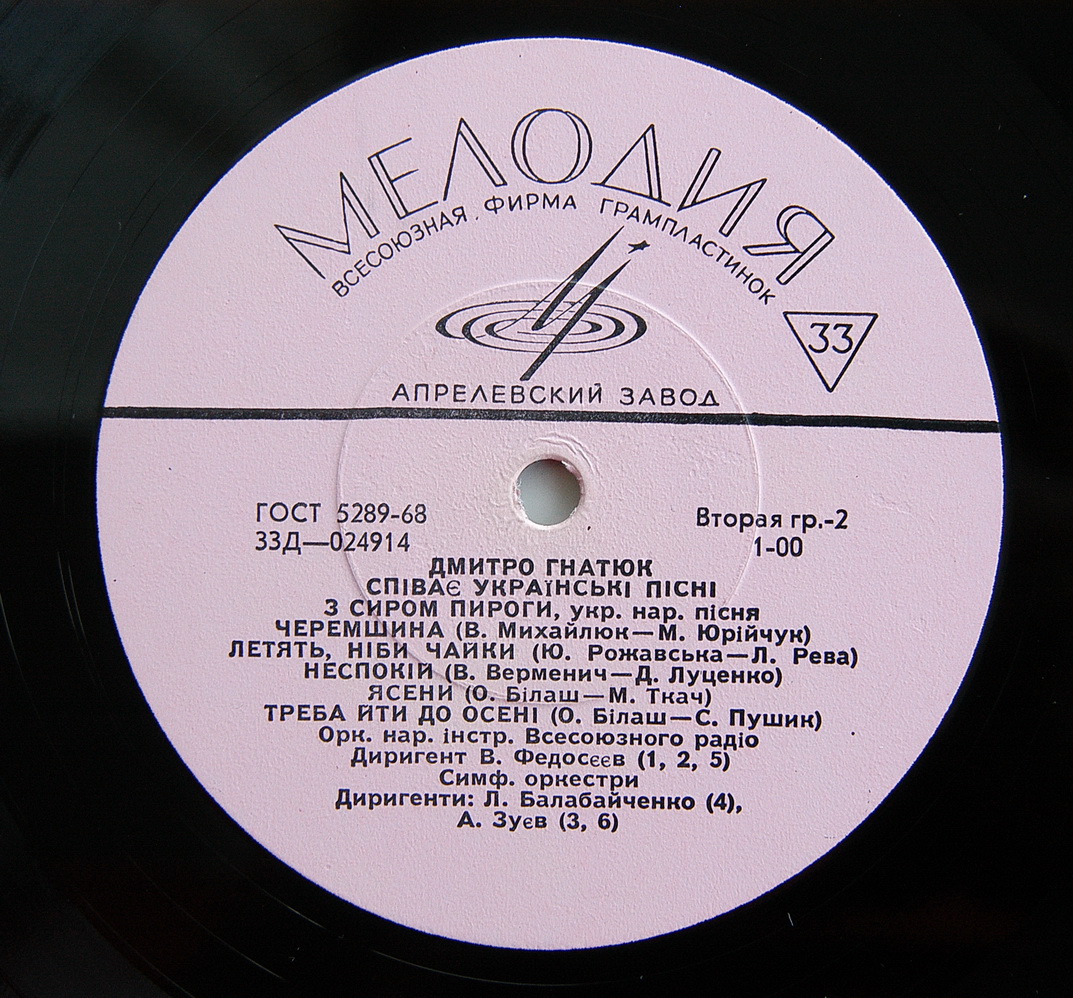 МЕЛОДИЯ
ВСЕСОЮЗНАЯ ФИРМА ГРАМПЛАСТИНОК
33
АПРЕЛЕВСКИЙ ЗАВОД
ГОСТ 5289-68
Вторая гр.-2
33Д—024914
1-00
ДМИТРО ГНАТЮК
СПІВАЄ УКРАЇНСЬКІ ПІСНІ
З СИРОМ ПИРОГИ, укр. нар. пісня
ЧЕРЕМШИНА (В. Михайлюк—М. Юрійчук)
ЛЕТЯТЬ, НІБИ ЧАЙКИ (Ю. Рожавська—Л. Рева)
НЕСПОКІЙ (В. Верменич—Д. Луценко)
ЯСЕНИ (О. Білаш—М. Ткач)
ТРЕБА ЙТИ ДО ОСЕНІ (О. Білаш—С. Пушик)
Орк. нар. інстр. Всесоюзного радіо
Диригент В. Федосєєв (1, 2, 5)
Симф. оркестри
Диригенти: Л. Балабайченко (4),
А. Зуєв (3, 6)